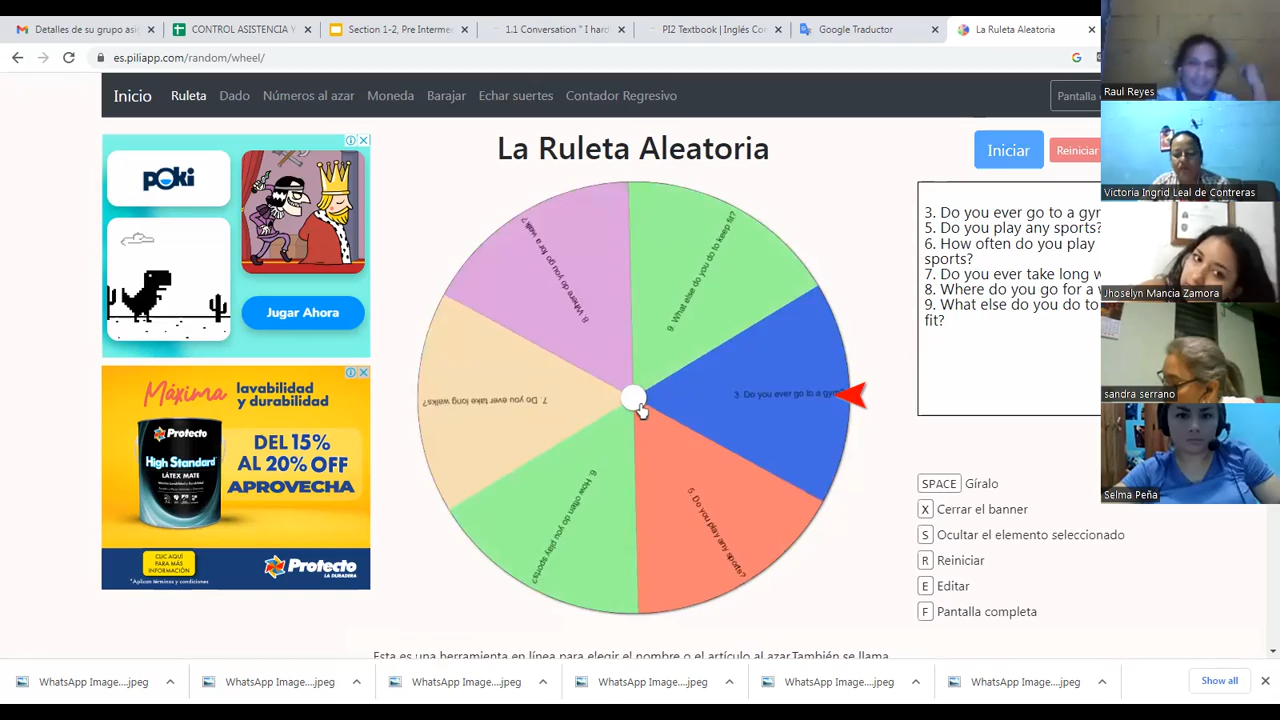 Detalles de su grupo asi
CONTROL ASISTENCIA Y
Section 1-2, Pre Interme
1.1 Conversation " I hard
PI2 Textbook | Inglés Co
Google Traductor
La Ruleta Aleatoria
es.piliapp.com/random/wheel/
Inicio
Ruleta
Dado
Números al azar
Moneda
Barajar
Echar suertes
Contador Regresivo
Pantalla
La Ruleta Aleatoria
Iniciar
Reiniciar
poki
Jugar Ahora
Máxima lavabilidad
y durabilidad
Protecto
High Standard
LÁTEX MATE
DEL 15%
AL 20% OFF
APROVECHA
CLIC AQUÍ
PARA MÁS
INFORMACIÓN
*Aplican términos y condiciones
Protecto
LA DURADERA
8. Where do you go for a walk?
9. What else do you do to keep fit?
7. Do you ever take long walks?
3. Do you ever go to a gym?
6. How often do you play sports?
5. Do you play any sports?
3. Do you ever go to a gyr
5. Do you play any sports?
6. How often do you play
sports?
7. Do you ever take long w
8. Where do you go for a w
9. What else do you do to
fit?
SPACE Gíralo
X Cerrar el banner
S Ocultar el elemento seleccionado
R Reiniciar
E Editar
F Pantalla completa
Esta es una herramienta en línea para elegir el nombre o el artículo al azar.También se llama
Raul Reyes
Victoria Ingrid Leal de Contreras
Jhoselyn Mancia Zamora
sandra serrano
Selma Peña
WhatsApp Image....jpeg
WhatsApp Image....jpeg
WhatsApp Image....jpeg
WhatsApp Image....jpeg
WhatsApp Image....jpeg
WhatsApp Image....jpeg
Show all